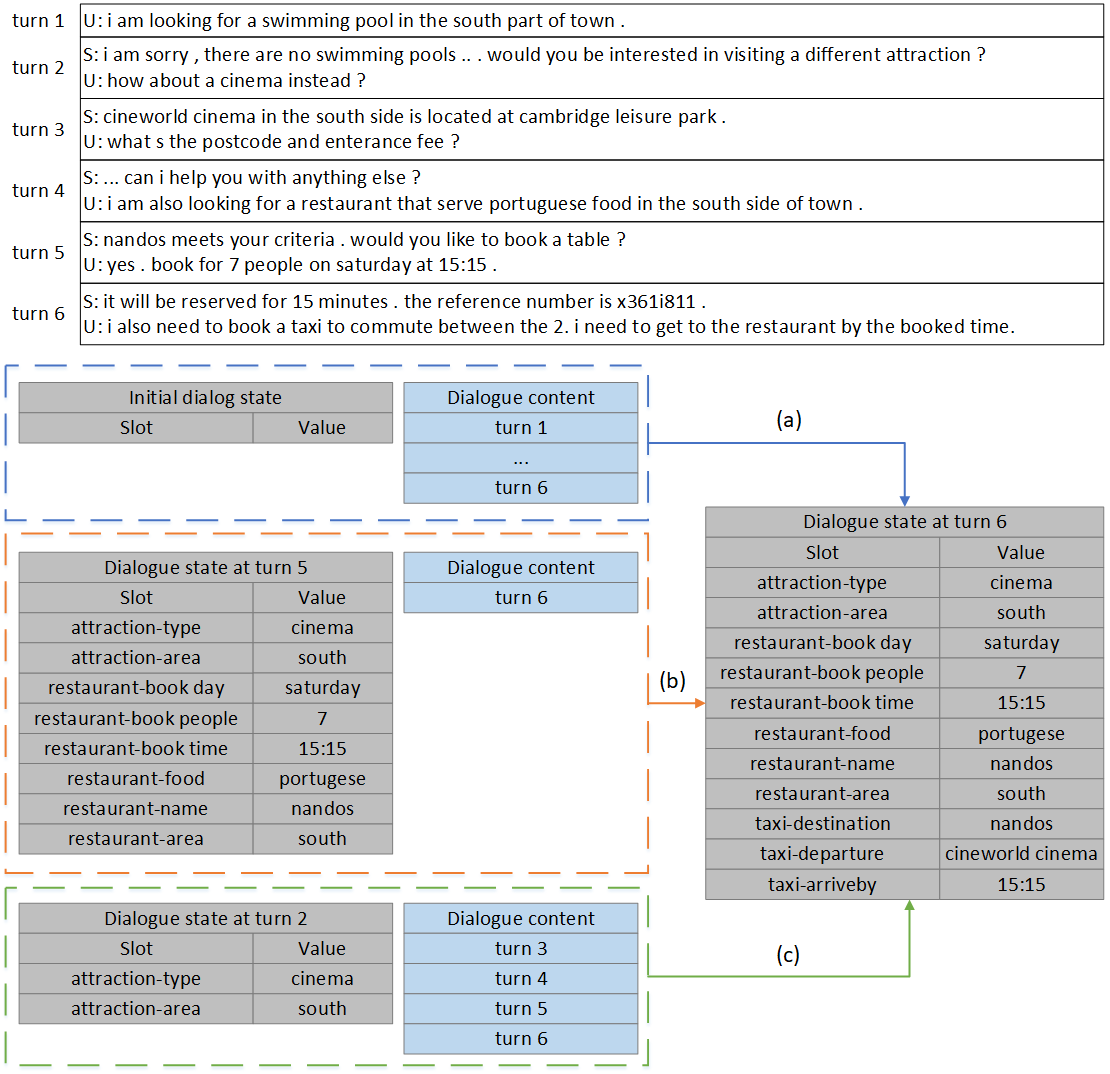 turn 1
U: i am looking for a swimming pool in the south part of town .
turn 2
S: i am sorry , there are no swimming pools .. . would you be interested in visiting a different attraction ?
U: how about a cinema instead ?
turn 3
S: cineworld cinema in the south side is located at cambridge leisure park .
U: what s the postcode and enterance fee ?
turn 4
S: ... can i help you with anything else ?
U: i am also looking for a restaurant that serve portuguese food in the south side of town .
turn 5
S: nandos meets your criteria . would you like to book a table ?
U: yes . book for 7 people on saturday at 15:15 .
turn 6
S: it will be reserved for 15 minutes . the reference number is x361i811 .
U: i also need to book a taxi to commute between the 2. i need to get to the restaurant by the booked time.
Initial dialog state
Slot Value
Dialogue content
turn 1
...
turn 6
(a)
Dialogue state at turn 5
Slot Value
attraction-type cinema
attraction-area south
restaurant-book day saturday
restaurant-book people 7
restaurant-book time 15:15
restaurant-food portugese
restaurant-name nandos
restaurant-area south
Dialogue content
turn 6
(b)
Dialogue state at turn 2
Slot Value
attraction-type cinema
attraction-area south
Dialogue content
turn 3
turn 4
turn 5
turn 6
(c)
Dialogue state at turn 6
Slot Value
attraction-type cinema
attraction-area south
restaurant-book day saturday
restaurant-book people 7
restaurant-book time 15:15
restaurant-food portugese
restaurant-name nandos
restaurant-area south
taxi-destination nandos
taxi-departure cineworld cinema
taxi-arriveby 15:15